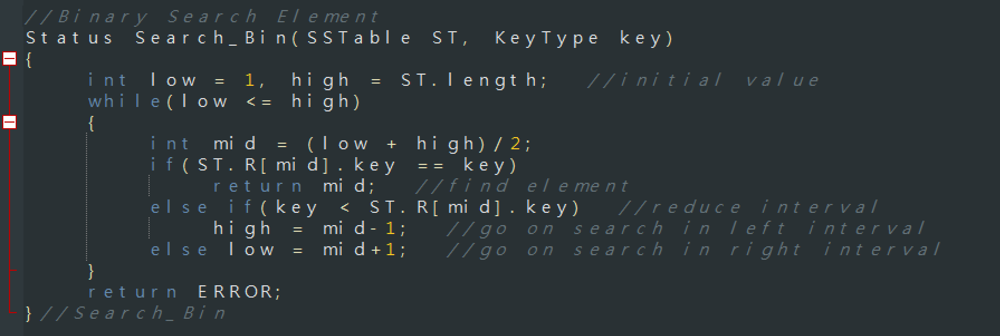 //Binary Search Element
Status Search_Bin(SSTable ST, KeyType key)
{
int low = 1, high = ST.length; //initial value
while(low <= high)
{
int mid = (low + high)/2;
if(ST.R[mid].key == key)
return mid; //find element
else if(key < ST.R[mid].key) //reduce interval
high = mid-1; //go on search in left interval
else low = mid+1; //go on search in right interval
}
return ERROR;
}//Search_Bin